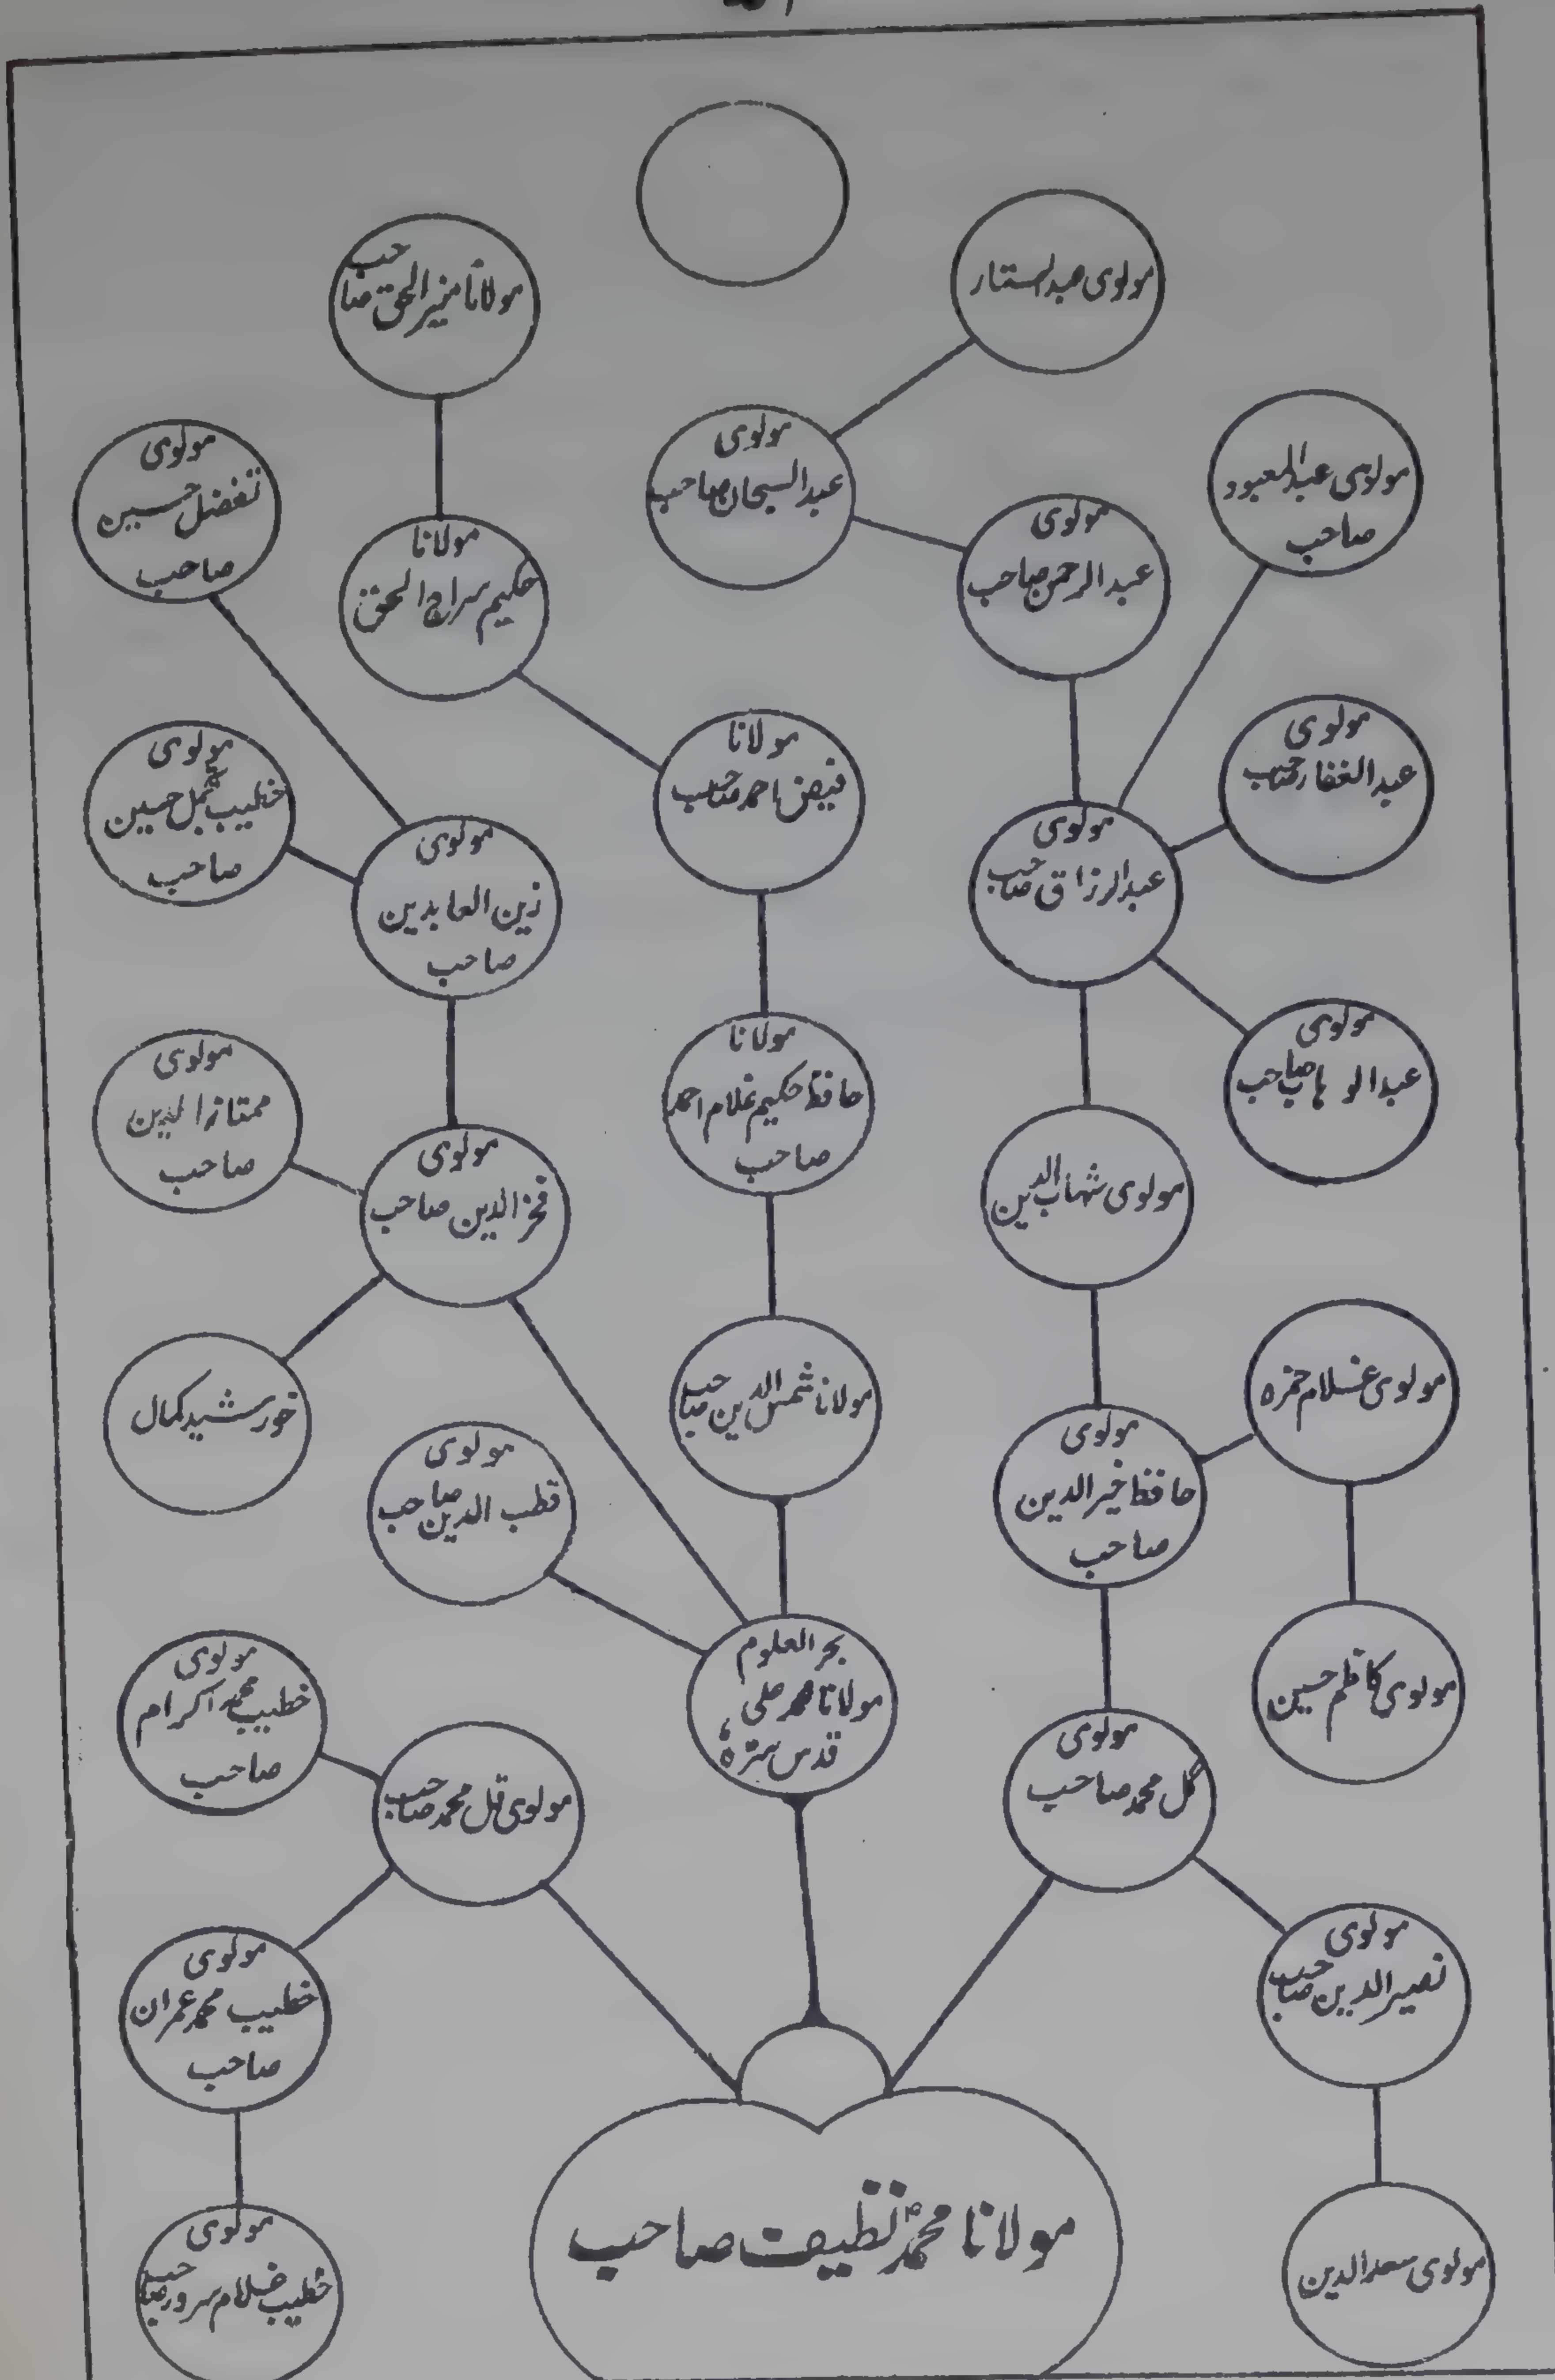 مولانا منیر الحق صاحب
مولوی عبدالستار
مولوی
تفضل حسین
صاحب
مولانا
حکیم سراج الحق
مولوی
عبدالسبحان صاحب
مولوی
عبدالرحمن صاحب
مولوی عبدالمعبود
صاحب
مولوی
خطیب تجمل حسین
صاحب
مولوی
زین العابدین
صاحب
مولانا
فیض احمد صاحب
مولوی
عبدالرزاق صاحب
مولوی
عبدالغفار صاحب
مولوی
عبدالوہاب صاحب
مولوی
ممتاز الدین
صاحب
مولوی
فخرالدین صاحب
مولانا
حافظ حکیم غلام احمد
صاحب
مولوی شہاب الدین
خورشید کمال
مولوی
قطب الدین صاحب
مولانا شمس الدین صاحب
مولوی
حافظ خیرالدین
صاحب
مولوی غلام حمزہ
مولوی
خطیب محمد اکرام
صاحب
مولوی قل محمد صاحب
بحر العلوم
مولانا محمد علی
قدس سرہٗ
مولوی
گل محمد صاحب
مولوی کاظم حسین
مولوی
خطیب محمد عمران
صاحب
مولوی
نصیرالدین صاحب
مولوی
خطیب غلام سرور صاحب
مولانا محمد نظیف صاحب
مولوی سعدالدین